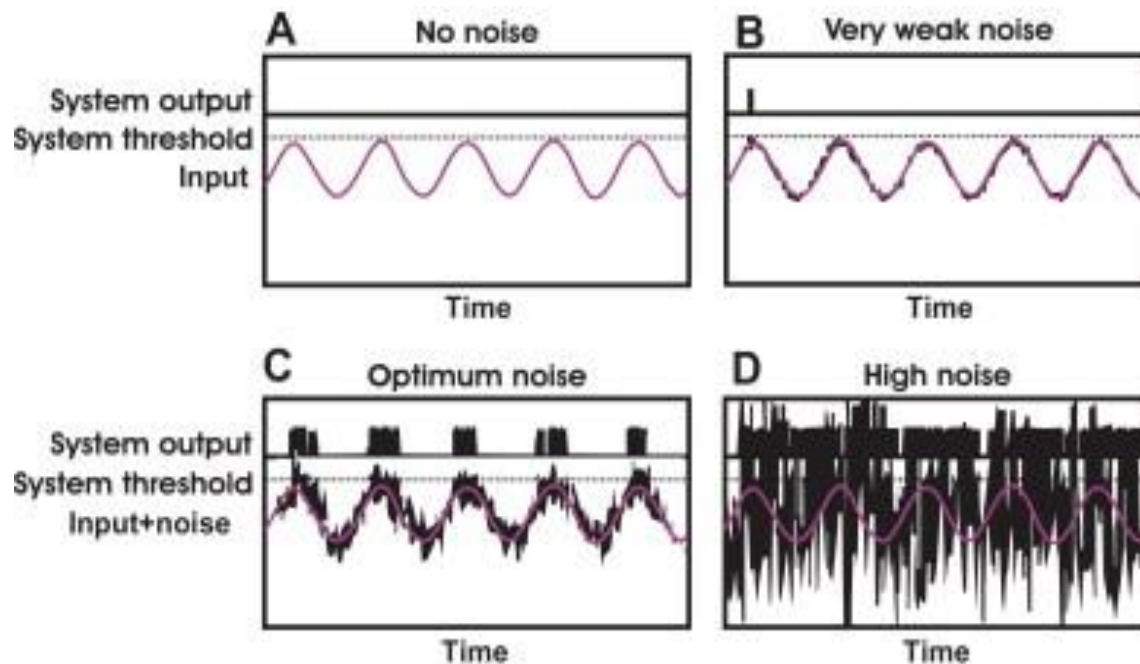 A No noise
B Very weak noise
System output
System threshold
Input
Time
Time
C Optimum noise
D High noise
System output
System threshold
Input+noise
Time
Time